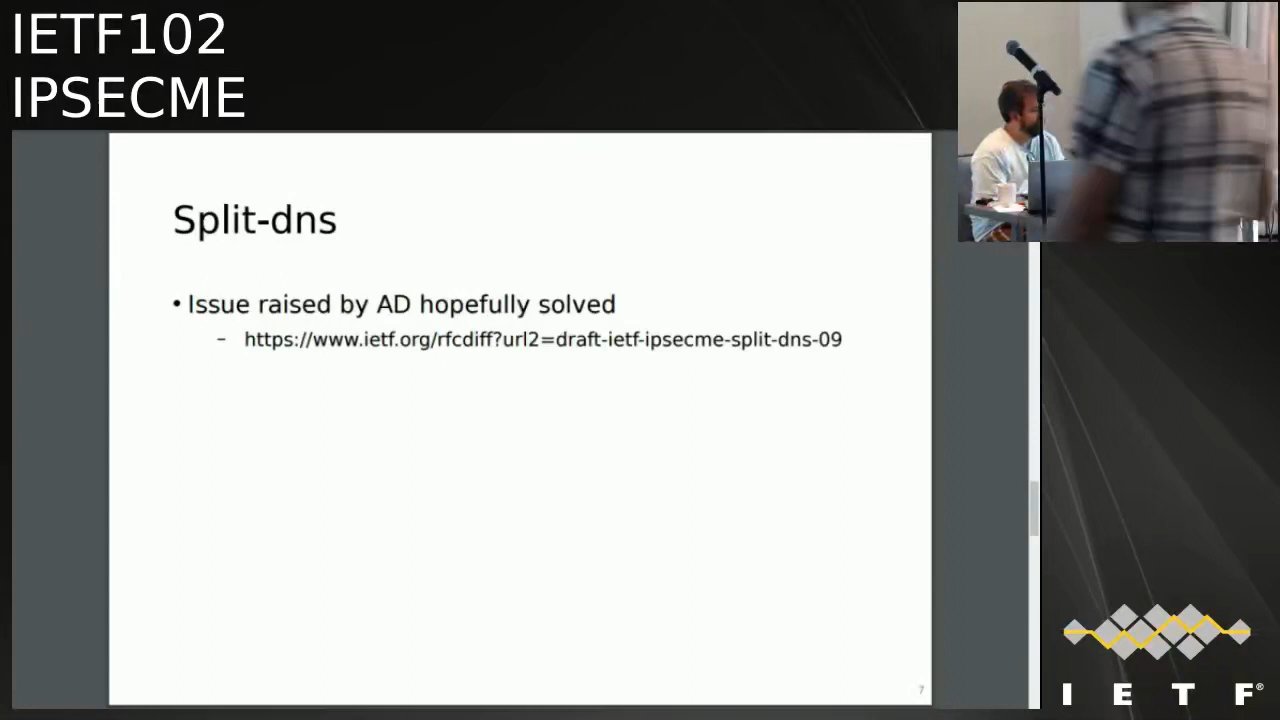 IETF102
IPSECME
Split-dns
• Issue raised by AD hopefully solved
– https://www.ietf.org/rfcdiff?url2=draft-ietf-ipsecme-split-dns-09
7
I E T F®